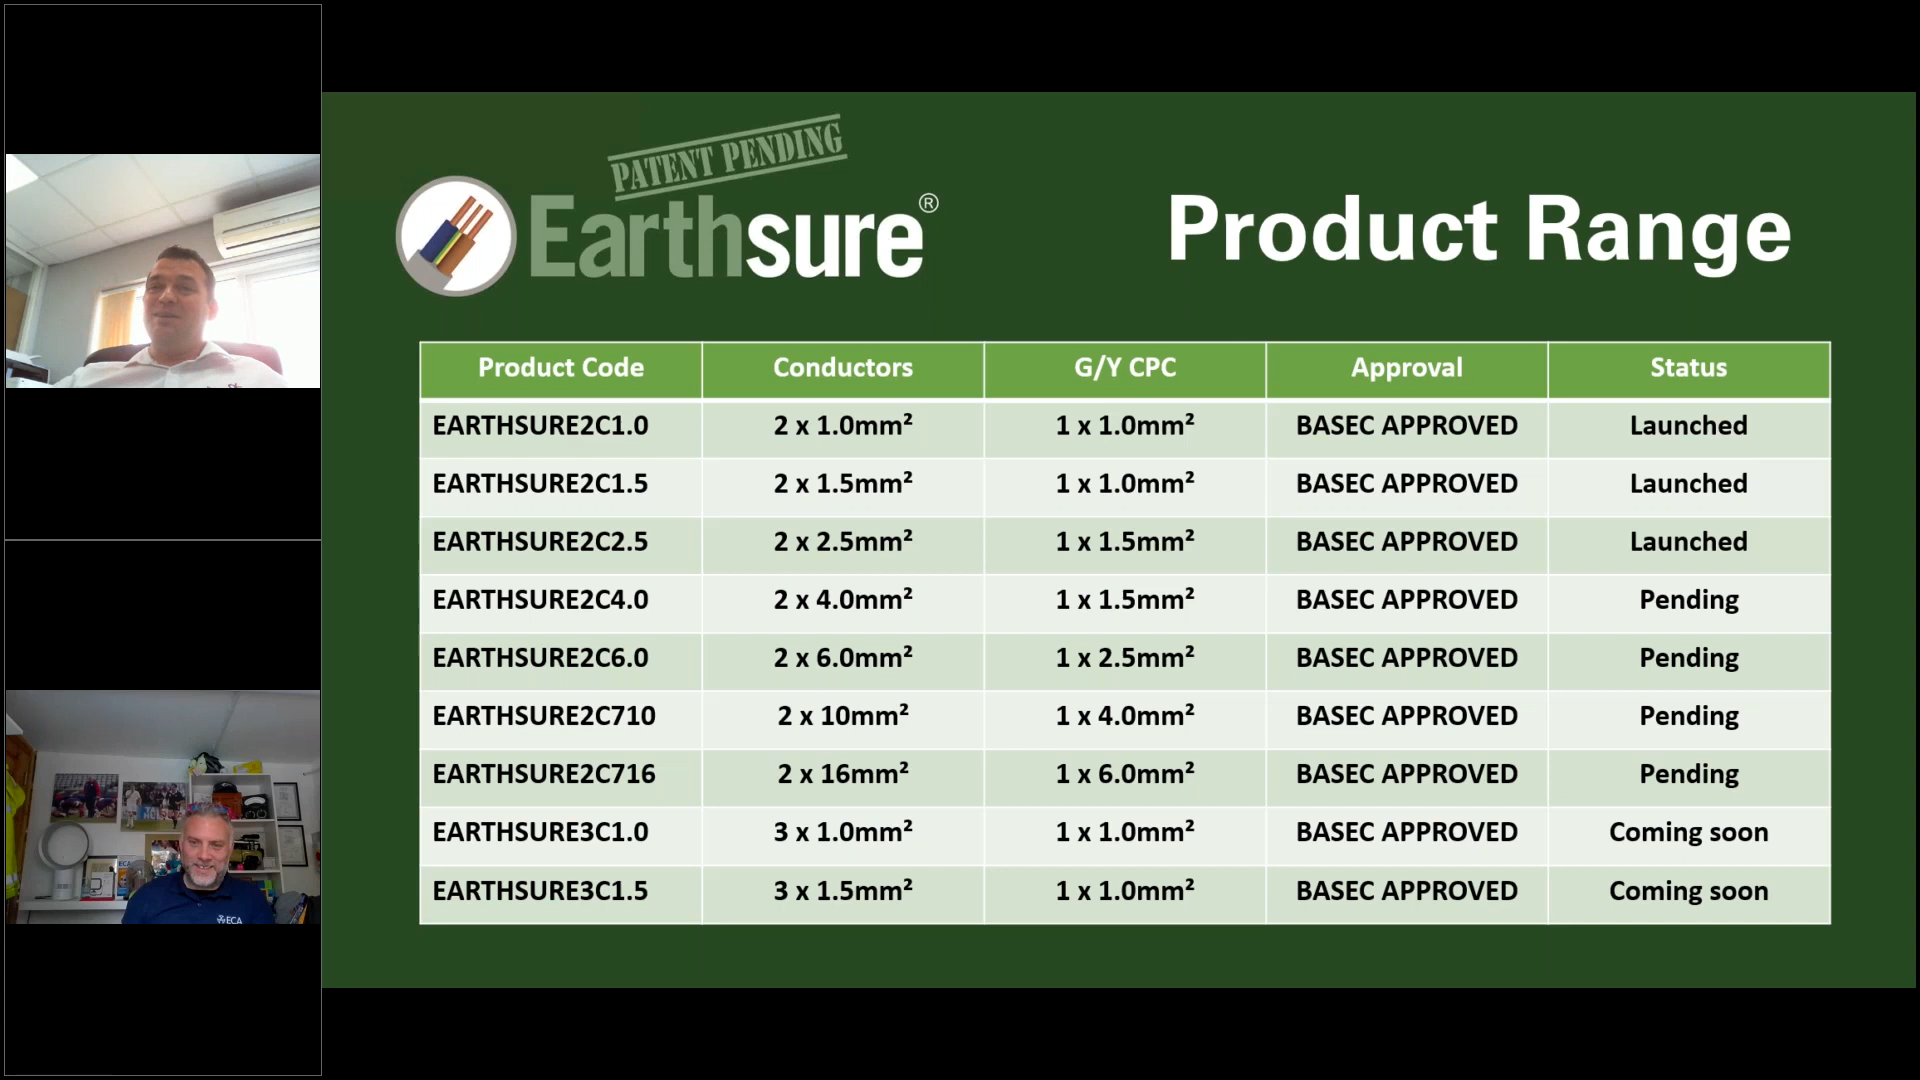 PATENT PENDING
Earthsure®
Product Range
Product Code Conductors G/Y CPC Approval Status
EARTHSURE2C1.0 2 x 1.0mm² 1 x 1.0mm² BASEC APPROVED Launched
EARTHSURE2C1.5 2 x 1.5mm² 1 x 1.0mm² BASEC APPROVED Launched
EARTHSURE2C2.5 2 x 2.5mm² 1 x 1.5mm² BASEC APPROVED Launched
EARTHSURE2C4.0 2 x 4.0mm² 1 x 1.5mm² BASEC APPROVED Pending
EARTHSURE2C6.0 2 x 6.0mm² 1 x 2.5mm² BASEC APPROVED Pending
EARTHSURE2C710 2 x 10mm² 1 x 4.0mm² BASEC APPROVED Pending
EARTHSURE2C716 2 x 16mm² 1 x 6.0mm² BASEC APPROVED Pending
EARTHSURE3C1.0 3 x 1.0mm² 1 x 1.0mm² BASEC APPROVED Coming soon
EARTHSURE3C1.5 3 x 1.5mm² 1 x 1.0mm² BASEC APPROVED Coming soon
ECA